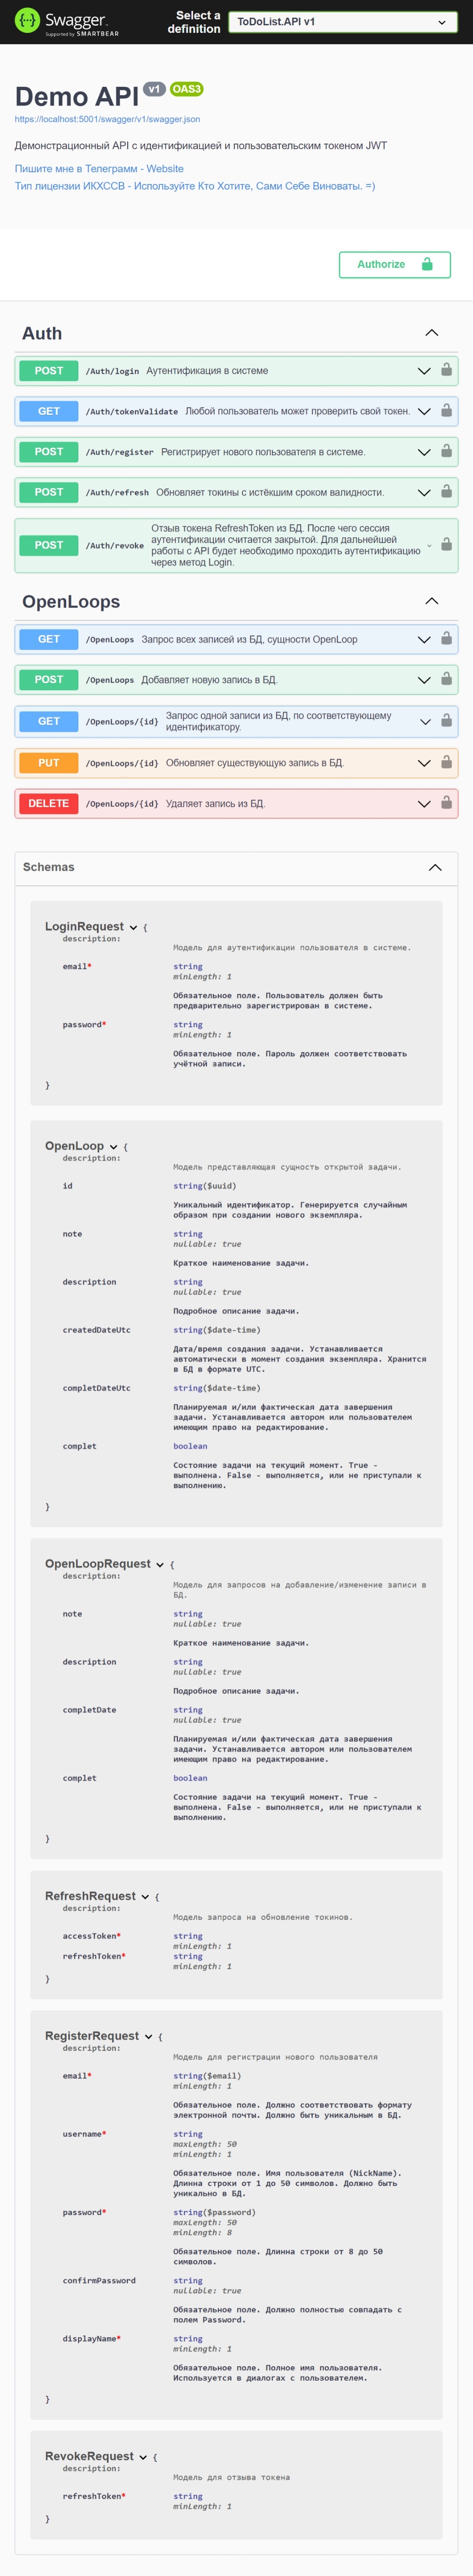 Swagger.
Supported by SMARTBEAR
Select a
definition
ToDoList.API v1
Demo API v1 OAS3
https://localhost:5001/swagger/v1/swagger.json
Демонстрационный API с идентификацией и пользовательским токеном JWT
Пишите мне в Телеграмм - Website
Тип лицензии ИКХССВ - Используйте Кто Хотите, Сами Себе Виноваты. =)
Authorize
Auth
POST /Auth/login Аутентификация в системе
GET /Auth/tokenValidate Любой пользователь может проверить свой токен.
POST /Auth/register Регистрирует нового пользователя в системе.
POST /Auth/refresh Обновляет токины с истёкшим сроком валидности.
POST /Auth/revoke Отзыв токена RefreshToken из БД. После чего сессия
аутентификации считается закрытой. Для дальнейшей
работы с API будет необходимо проходить аутентификацию
через метод Login.
OpenLoops
GET /OpenLoops Запрос всех записей из БД, сущности OpenLoop
POST /OpenLoops Добавляет новую запись в БД.
GET /OpenLoops/{id} Запрос одной записи из БД, по соответствующему
идентификатору.
PUT /OpenLoops/{id} Обновляет существующую запись в БД.
DELETE /OpenLoops/{id} Удаляет запись из БД.
Schemas
LoginRequest {
description:
Модель для аутентификации пользователя в системе.
email* string
minLength: 1
Обязательное поле. Пользователь должен быть
предварительно зарегистрирован в системе.
password* string
minLength: 1
Обязательное поле. Пароль должен соответствовать
учётной записи.
}
OpenLoop {
description:
Модель представляющая сущность открытой задачи.
id string($uuid)
Уникальный идентификатор. Генерируется случайным
образом при создании нового экземпляра.
note string
nullable: true
Краткое наименование задачи.
description string
nullable: true
Подробное описание задачи.
createdDateUtc string($date-time)
Дата/время создания задачи. Устанавливается
автоматически в момент создания экземпляра. Хранится
в БД в формате UTC.
completDateUtc string($date-time)
Планируемая и/или фактическая дата завершения
задачи. Устанавливается автором или пользователем
имеющим право на редактирование.
complet boolean
Состояние задачи на текущий момент. True -
выполнена. False - выполняется, или не приступали к
выполнению.
}
OpenLoopRequest {
description:
Модель для запросов на добавление/изменение записи в
БД.
note string
nullable: true
Краткое наименование задачи.
description string
nullable: true
Подробное описание задачи.
completDate string
nullable: true
Планируемая и/или фактическая дата завершения
задачи. Устанавливается автором или пользователем
имеющим право на редактирование.
complet boolean
Состояние задачи на текущий момент. True -
выполнена. False - выполняется, или не приступали к
выполнению.
}
RefreshRequest {
description:
Модель запроса на обновление токинов.
accessToken* string
minLength: 1
refreshToken* string
minLength: 1
}
RegisterRequest {
description:
Модель для регистрации нового пользователя
email* string($email)
minLength: 1
Обязательное поле. Должно соответствовать формату
электронной почты. Должно быть уникальным в БД.
username* string
maxLength: 50
minLength: 1
Обязательное поле. Имя пользователя (NickName).
Длинна строки от 1 до 50 символов. Должно быть
уникально в БД.
password* string($password)
maxLength: 50
minLength: 8
Обязательное поле. Длинна строки от 8 до 50
символов.
confirmPassword string
nullable: true
Обязательное поле. Должно полностью совпадать с
полем Password.
displayName* string
minLength: 1
Обязательное поле. Полное имя пользователя.
Используется в диалогах с пользователем.
}
RevokeRequest {
description:
Модель для отзыва токена
refreshToken* string
minLength: 1
}